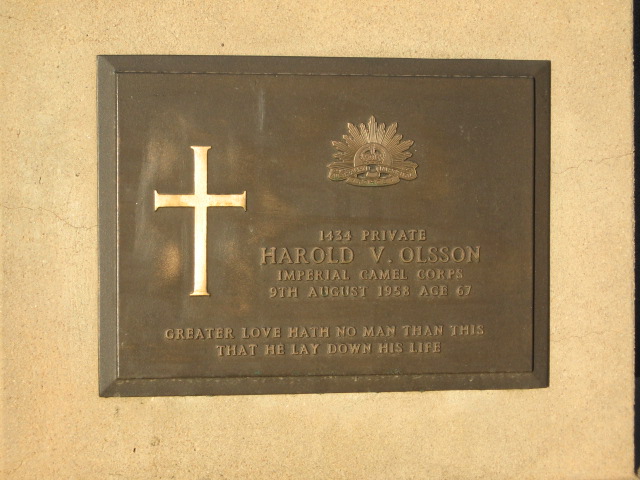 1434 PRIVATE
HAROLD V. OLSSON
IMPERIAL CAMEL CORPS
9TH AUGUST 1958 AGE 67
GREATER LOVE HATH NO MAN THAN THIS
THAT HE LAY DOWN HIS LIFE